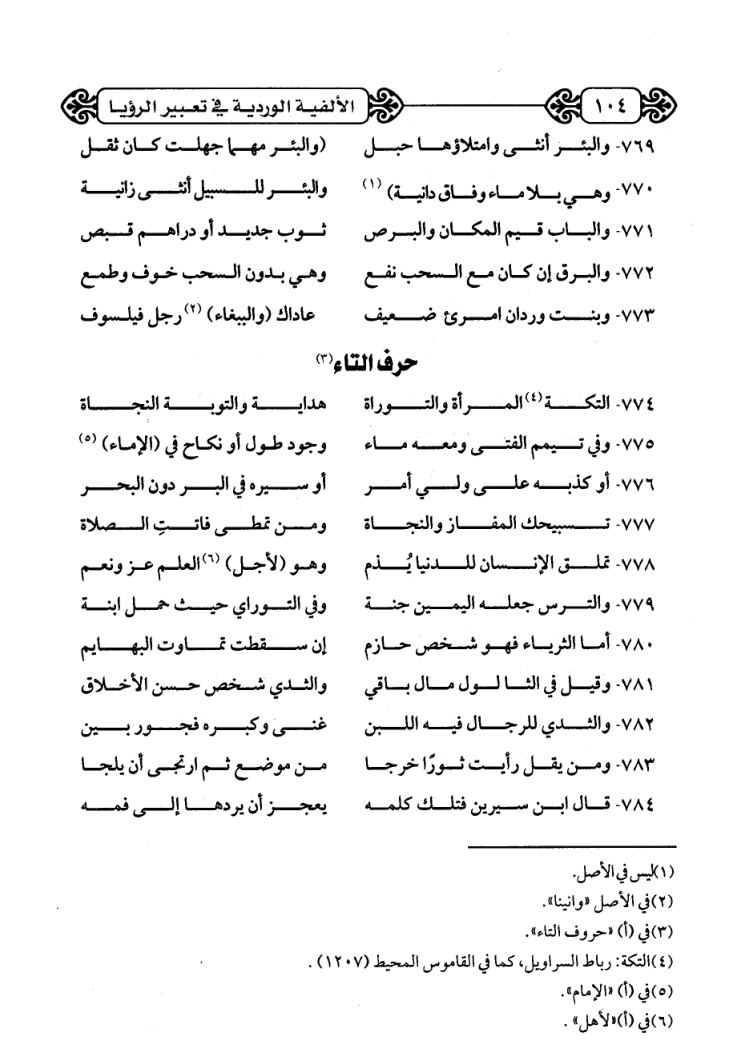 ١٠٤ الألفية الوردية في تعبير الرؤيا
٧٦٩- والبئر أنثى وامتلاؤها حبل (والبئر مهما جهلت كان ثقل
٧٧٠- وهي بلا ماء وفاق دانية) (١) والبئر للسبيل أنثى زانية
٧٧١- والباب قيم المكان والبرص ثوب جديد أو دراهم قبص
٧٧٢- والبرق إن كان مع السحب نفع وهي بدون السحب خوف وطمع
٧٧٣- وبنت وردان امرئ ضعيف عاداك (والببغاء) (٢) رجل فيلسوف
حرف التاء (٣)
٧٧٤- التكة (٤) المرأة والتوراة هداية والتوبة النجاة
٧٧٥- وفي تيمم الفتى ومعه ماء وجود طول أو نكاح في (الإماء) (٥)
٧٧٦- أو كذبه على ولي أمر أو سيره في البر دون البحر
٧٧٧- تسبيحك المفاز والنجاة ومن تمطى فاتتِ الصلاة
٧٧٨- تملق الإنسان للدنيا يُذم وهو (لأجل) (٦) العلم عز ونعم
٧٧٩- والترس جعله اليمين جنة وفي التوراي حيث حمل ابنة
٧٨٠- أما الثرياء فهو شخص حازم إن سقطت تماوت البهايم
٧٨١- وقيل في الثا لول مال باقي والثدي شخص حسن الأخلاق
٧٨٢- والثدي للرجال فيه اللبن غنى وكبره فجور بين
٧٨٣- ومن يقل رأيت ثورًا خرجا من موضع ثم ارتجى أن يلجا
٧٨٤- قال ابن سيرين فتلك كلمه يعجز أن يردها إلى فمه
(١) ليس في الأصل.
(٢) في الأصل «وانينا».
(٣) في (أ) «حروف التاء».
(٤) التكة: رباط السراويل، كما في القاموس المحيط (١٢٠٧) .
(٥) في (أ) «الإمام».
(٦) في (أ) «لأهل» .